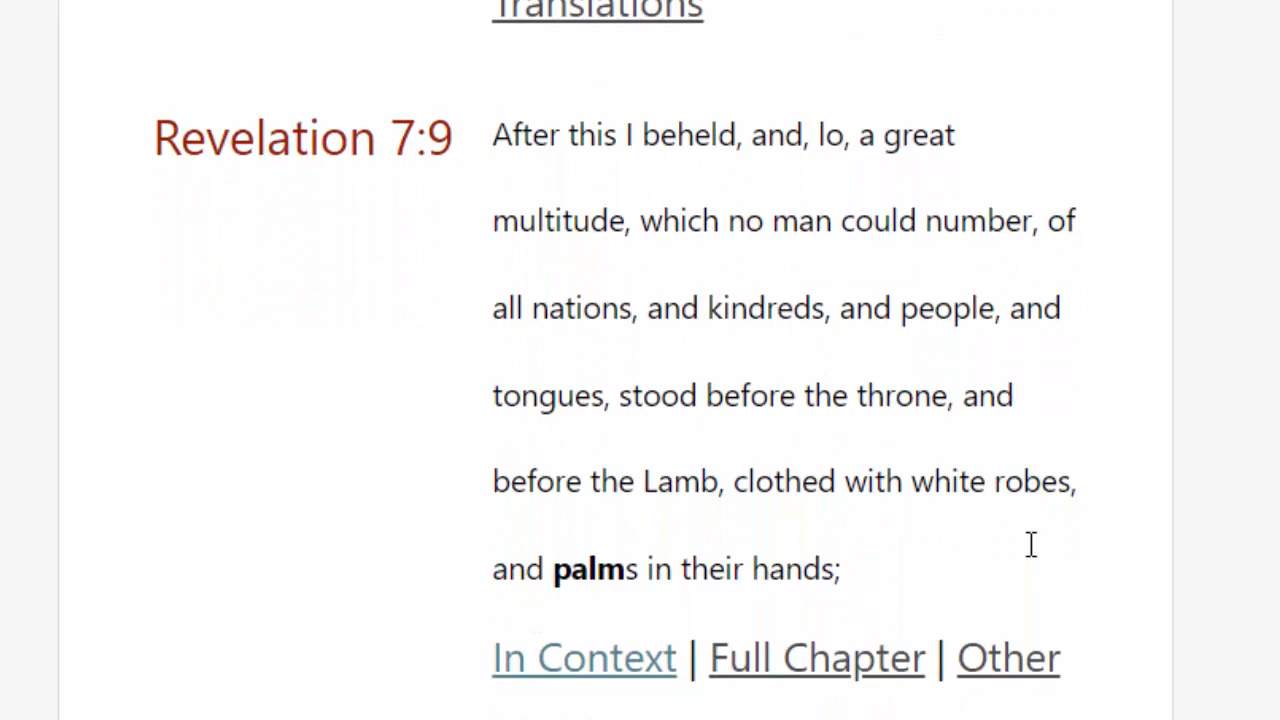 Translations
Revelation 7:9
After this I beheld, and, lo, a great
multitude, which no man could number, of
all nations, and kindreds, and people, and
tongues, stood before the throne, and
before the Lamb, clothed with white robes,
and palms in their hands;
In Context | Full Chapter | Other